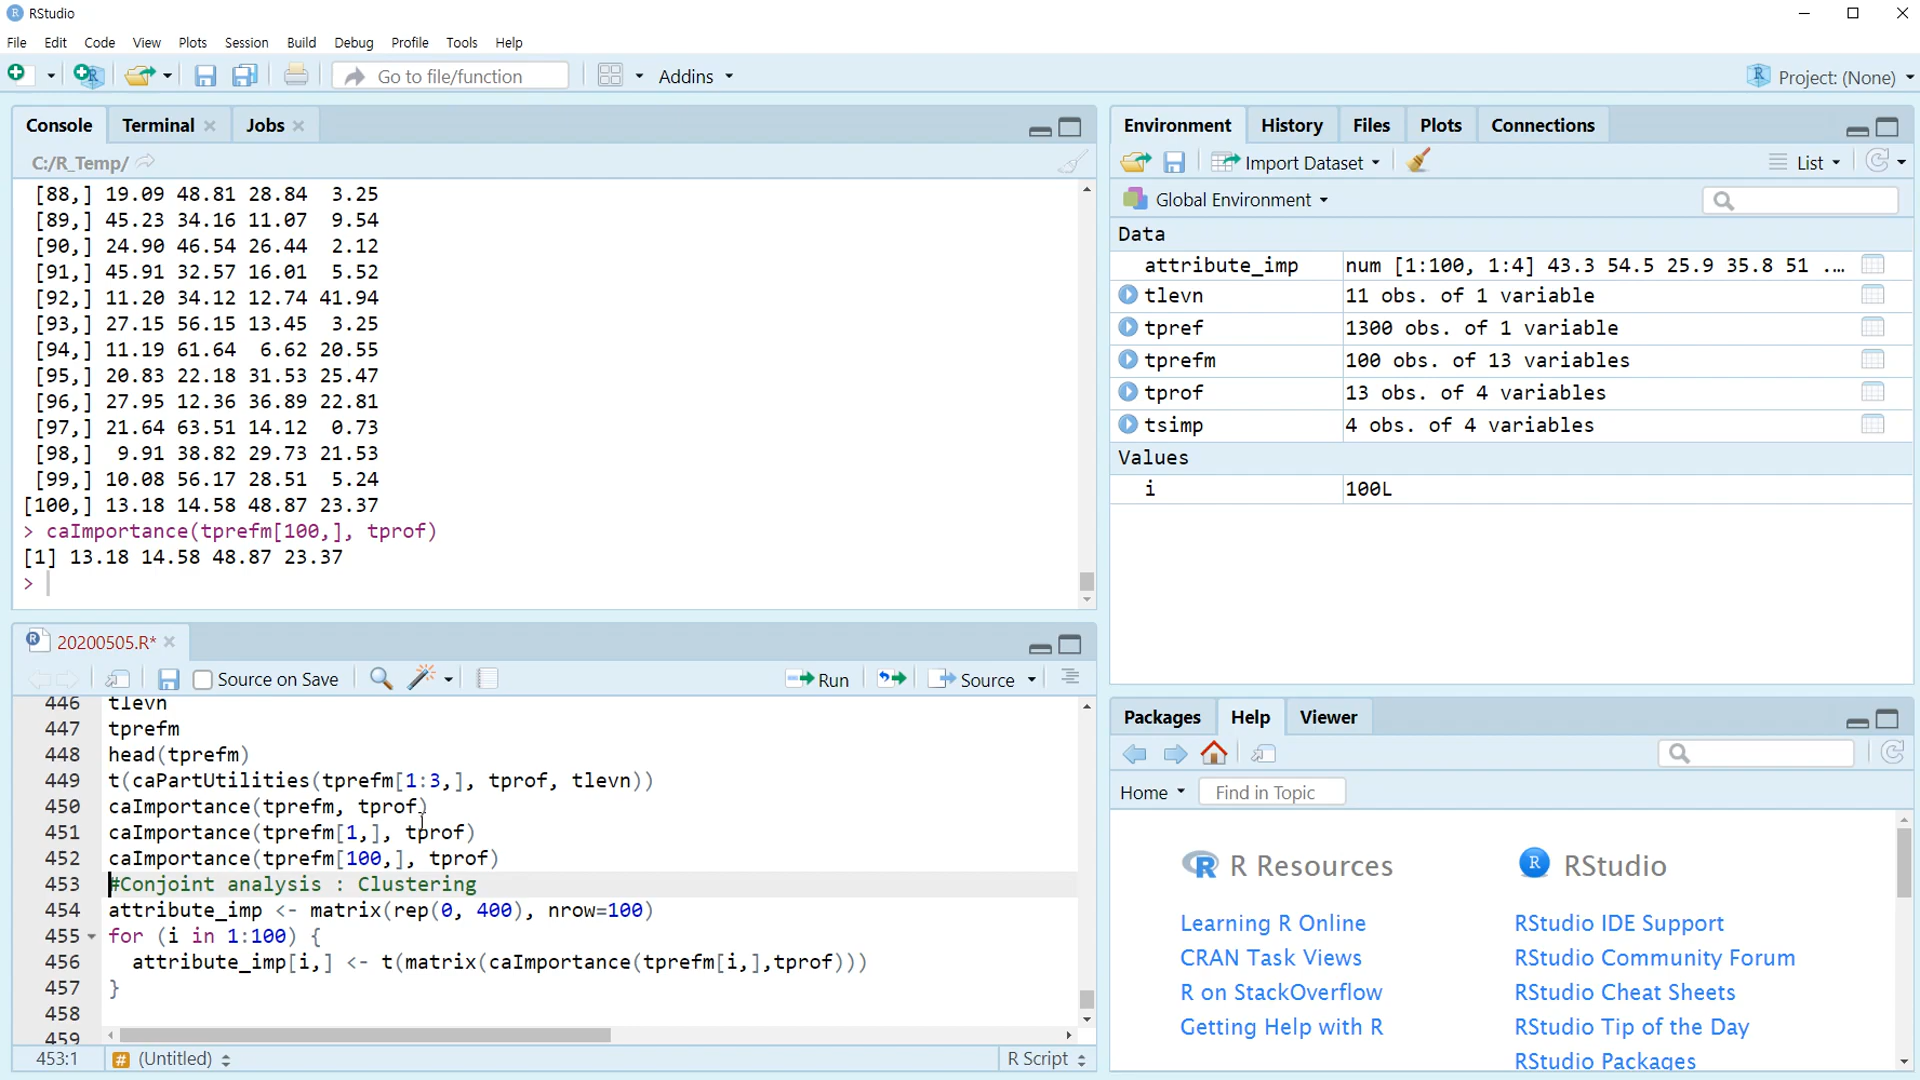 RStudio
File Edit Code View Plots Session Build Debug Profile Tools Help
Go to file/function Addins Project: (None)
Console Terminal Jobs
C:/R_Temp/
[88,] 19.09 48.81 28.84 3.25
[89,] 45.23 34.16 11.07 9.54
[90,] 24.90 46.54 26.44 2.12
[91,] 45.91 32.57 16.01 5.52
[92,] 11.20 34.12 12.74 41.94
[93,] 27.15 56.15 13.45 3.25
[94,] 11.19 61.64 6.62 20.55
[95,] 20.83 22.18 31.53 25.47
[96,] 27.95 12.36 36.89 22.81
[97,] 21.64 63.51 14.12 0.73
[98,] 9.91 38.82 29.73 21.53
[99,] 10.08 56.17 28.51 5.24
[100,] 13.18 14.58 48.87 23.37
> caImportance(tprefm[100,], tprof)
[1] 13.18 14.58 48.87 23.37
>
20200505.R*
Source on Save Run Source
446 tlevn
447 tprefm
448 head(tprefm)
449 t(caPartUtilities(tprefm[1:3,], tprof, tlevn))
450 caImportance(tprefm, tprof)
451 caImportance(tprefm[1,], tprof)
452 caImportance(tprefm[100,], tprof)
453 #Conjoint analysis : Clustering
454 attribute_imp <- matrix(rep(0, 400), nrow=100)
455 for (i in 1:100) {
456 attribute_imp[i,] <- t(matrix(caImportance(tprefm[i,],tprof)))
457 }
458
459
453:1 # (Untitled) R Script
Environment History Files Plots Connections
Import Dataset List
Global Environment
Data
attribute_imp num [1:100, 1:4] 43.3 54.5 25.9 35.8 51 ...
tlevn 11 obs. of 1 variable
tpref 1300 obs. of 1 variable
tprefm 100 obs. of 13 variables
tprof 13 obs. of 4 variables
tsimp 4 obs. of 4 variables
Values
i 100L
Packages Help Viewer
Home Find in Topic
R Resources
Learning R Online
CRAN Task Views
R on StackOverflow
Getting Help with R
R RStudio
RStudio IDE Support
RStudio Community Forum
RStudio Cheat Sheets
RStudio Tip of the Day
RStudio Packages